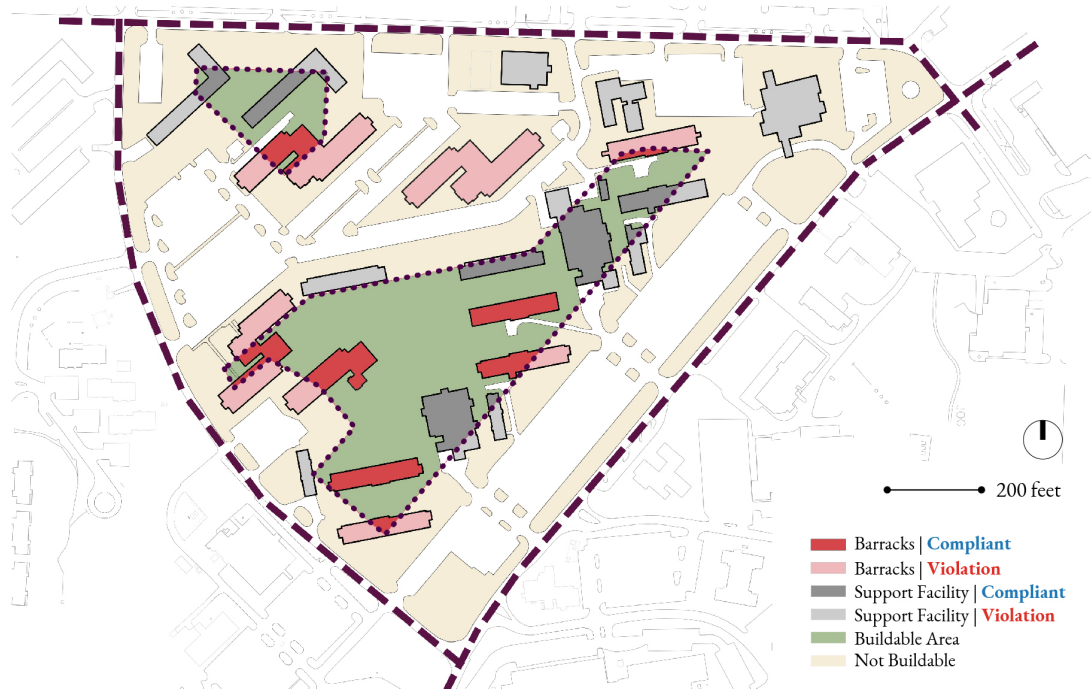 200 feet
Barracks | Compliant
Barracks | Violation
Support Facility | Compliant
Support Facility | Violation
Buildable Area
Not Buildable